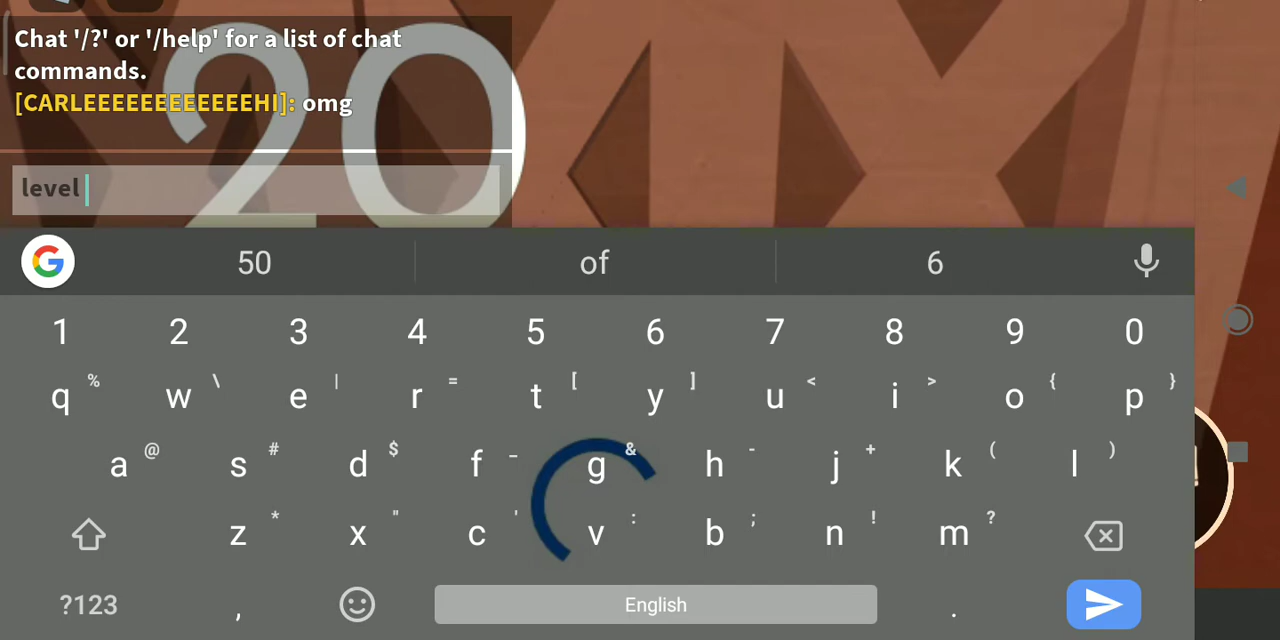 Chat '/?' or '/help' for a list of chat
commands.
[CARLEEEEEEEEEEEEHI]: omg
20
level
50 of 6
1 2 3 4 5 6 7 8 9 0
q % w \ e | r = t [ y ] u < i > o { p }
a @ s # d $ f _ g & h - j + k ( l )
z * x " c ' v : b ; n ! m ?
?123 , English .